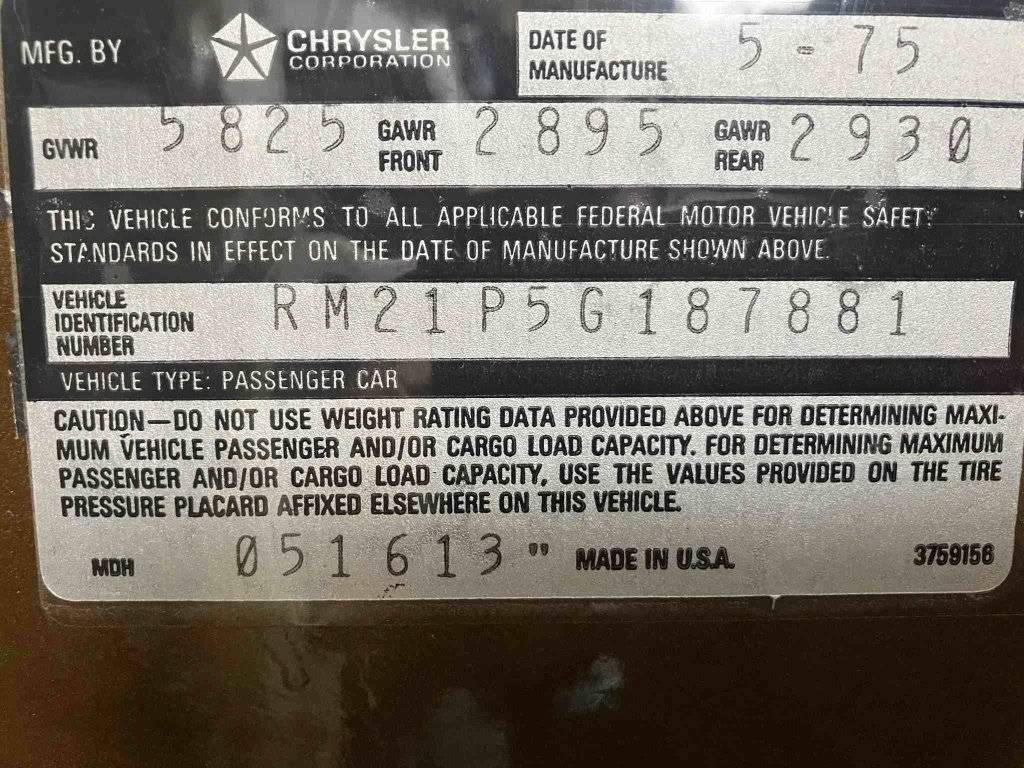 MFG. BY CHRYSLER CORPORATION DATE OF MANUFACTURE 5-75
GVWR 5825 GAWR FRONT 2895 GAWR REAR 2930
THIS VEHICLE CONFORMS TO ALL APPLICABLE FEDERAL MOTOR VEHICLE SAFETY
STANDARDS IN EFFECT ON THE DATE OF MANUFACTURE SHOWN ABOVE.
VEHICLE IDENTIFICATION NUMBER RM21P5G187881
VEHICLE TYPE: PASSENGER CAR
CAUTION—DO NOT USE WEIGHT RATING DATA PROVIDED ABOVE FOR DETERMINING MAXI-
MUM VEHICLE PASSENGER AND/OR CARGO LOAD CAPACITY. FOR DETERMINING MAXIMUM
PASSENGER AND/OR CARGO LOAD CAPACITY, USE THE VALUES PROVIDED ON THE TIRE
PRESSURE PLACARD AFFIXED ELSEWHERE ON THIS VEHICLE.
MDH 051613" MADE IN U.S.A. 3759156